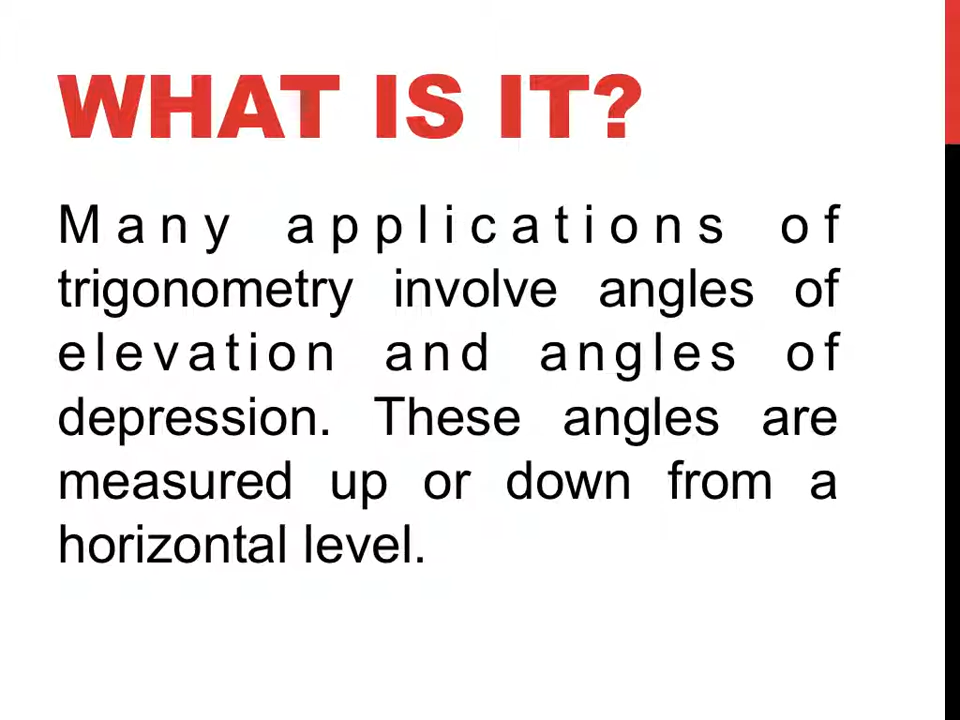 WHAT IS IT?
Many applications of
trigonometry involve angles of
elevation and angles of
depression. These angles are
measured up or down from a
horizontal level.